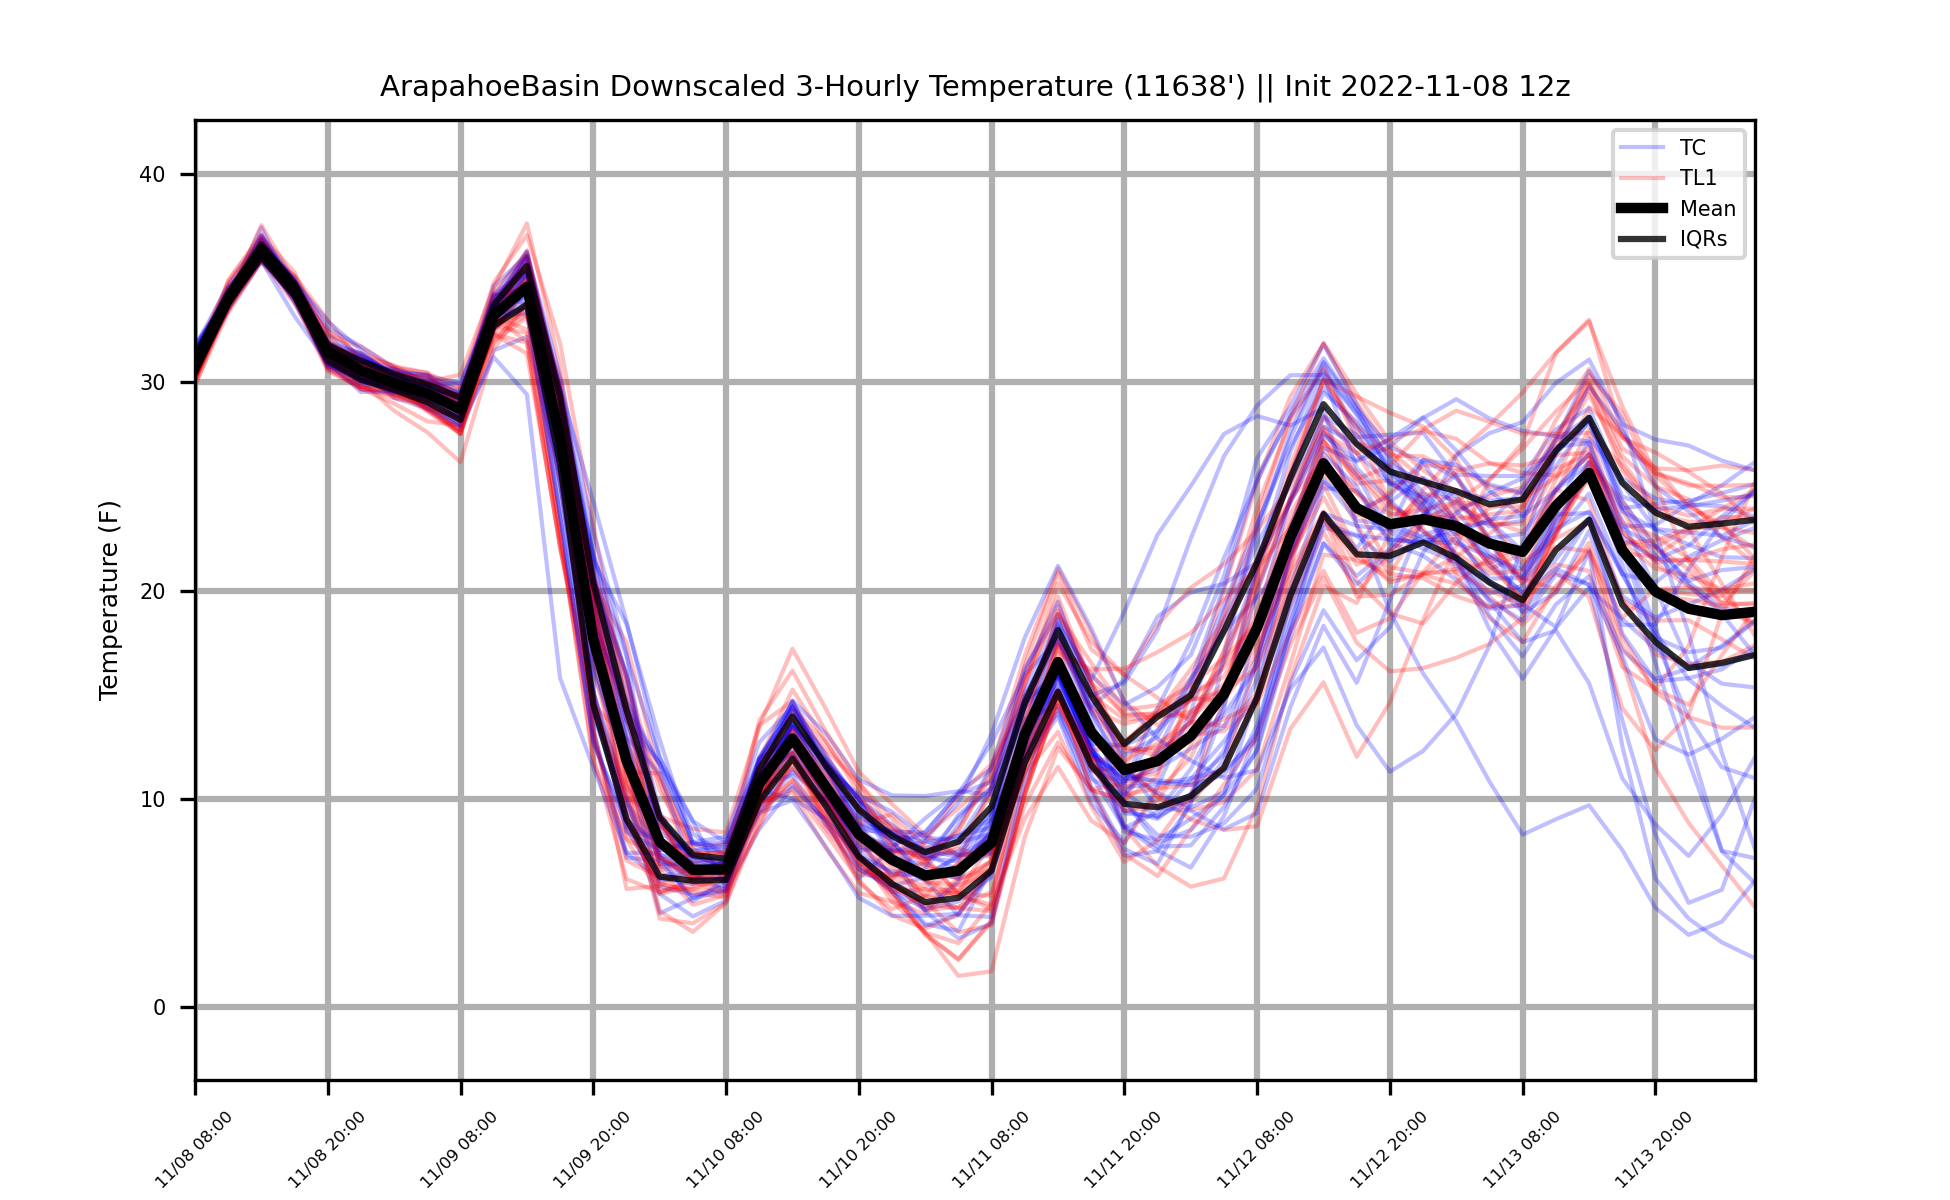 ArapahoeBasin Downscaled 3-Hourly Temperature (11638') || Init 2022-11-08 12z
TC
TL1
Mean
IQRs
Temperature (F)
40
30
20
10
0
11/08 08:00
11/08 20:00
11/09 08:00
11/09 20:00
11/10 08:00
11/10 20:00
11/11 08:00
11/11 20:00
11/12 08:00
11/12 20:00
11/13 08:00
11/13 20:00